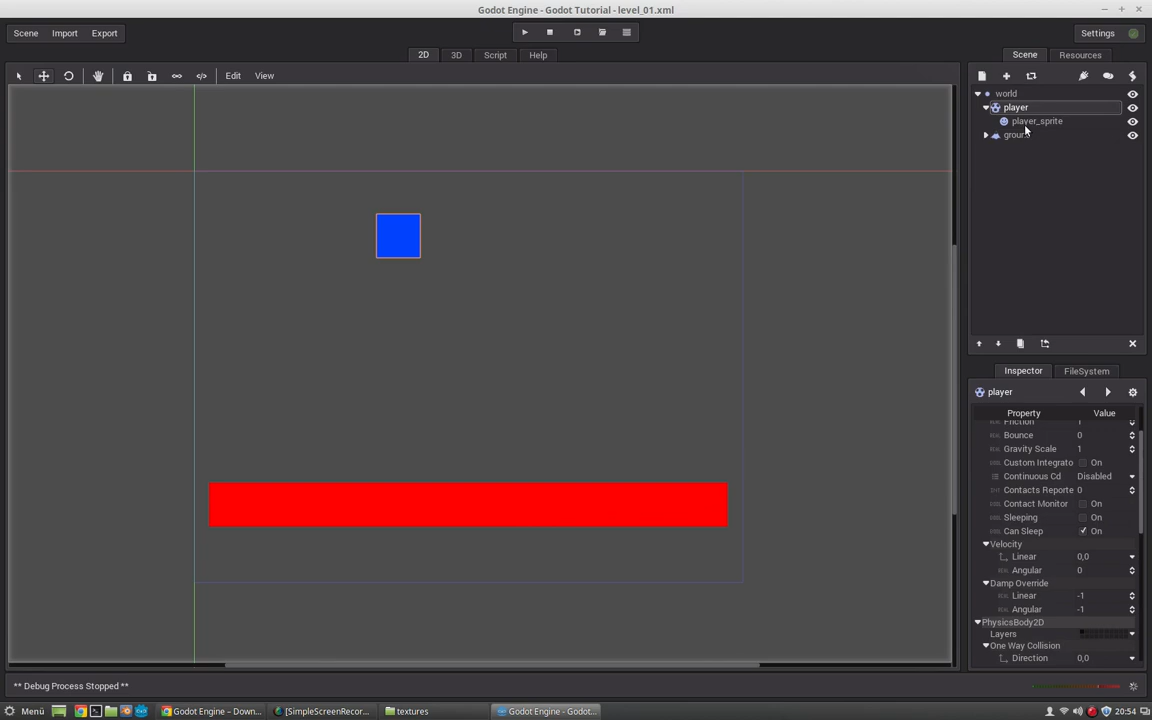 Godot Engine - Godot Tutorial - level_01.xml
Scene Import Export
Settings
2D 3D Script Help
Scene Resources
Edit View
world
player
player_sprite
Inspector FileSystem
player
Property Value
Friction 1
Bounce 0
Gravity Scale 1
Custom Integrato On
Continuous Cd Disabled
Contacts Reporte 0
Contact Monitor On
Sleeping On
Can Sleep On
Velocity
Linear 0,0
Angular 0
Damp Override
Linear -1
Angular -1
PhysicsBody2D
Layers
One Way Collision
Direction 0,0
** Debug Process Stopped **
Menü
Godot Engine – Down...
[SimpleScreenRecor...
textures
Godot Engine - Godot...
20:54